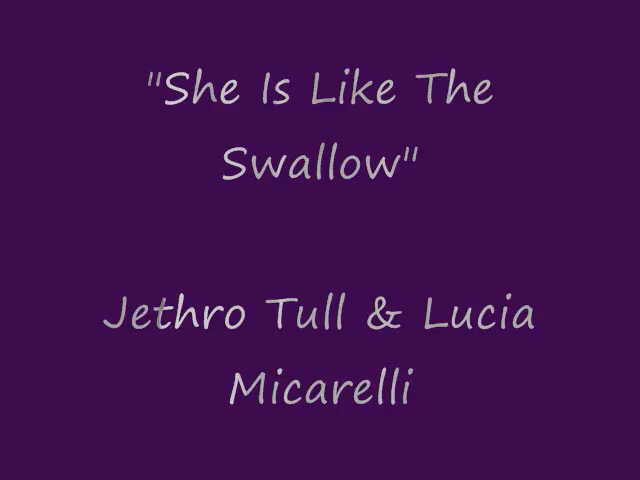 "She Is Like The
Swallow"
Jethro Tull & Lucia
Micarelli